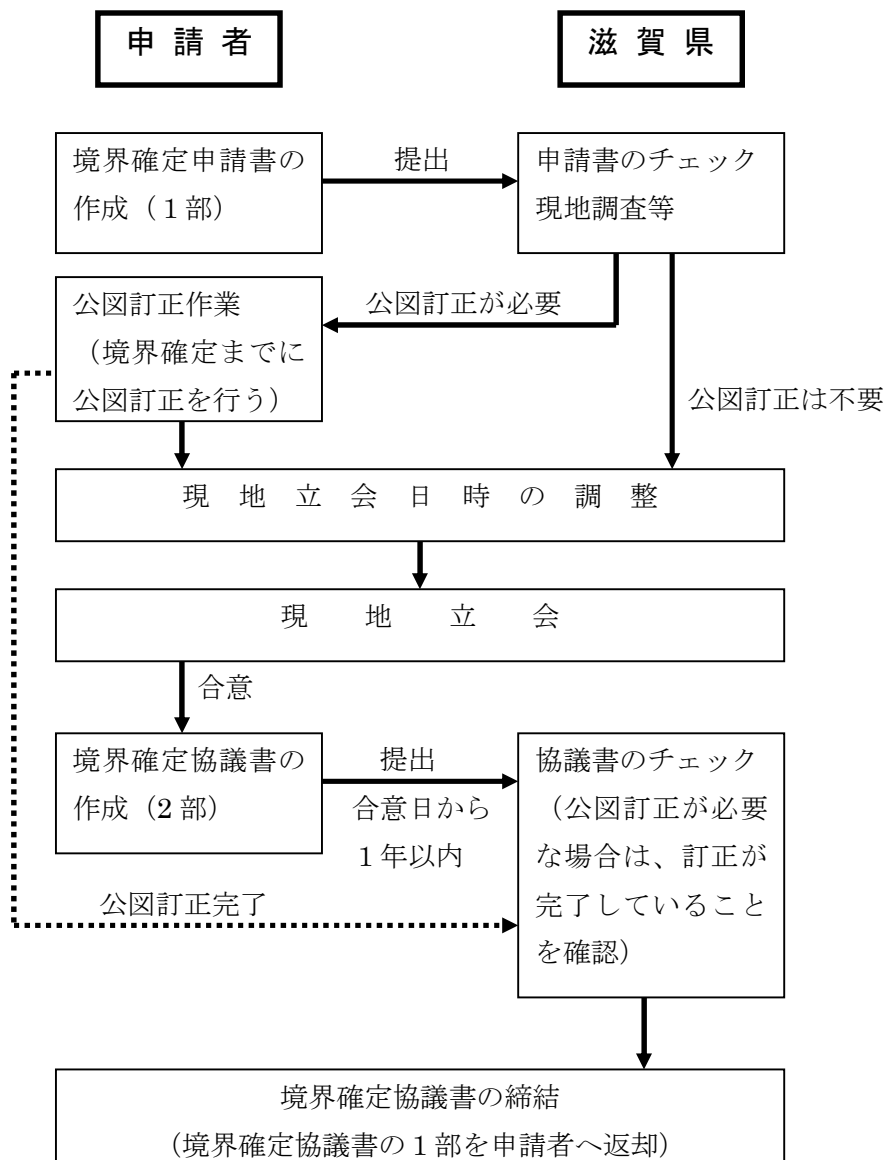 申 請 者
滋 賀 県
境界確定申請書の
作成（１部）
提出
申請書のチェック
現地調査等
公図訂正作業
（境界確定までに
公図訂正を行う）
公図訂正が必要
公図訂正は不要
現 地 立 会 日 時 の 調 整
現 地 立 会
合意
境界確定協議書の
作成（2 部）
提出
合意日から
１年以内
協議書のチェック
（公図訂正が必要
な場合は、訂正が
完了していること
を確認）
公図訂正完了
境界確定協議書の締結
（境界確定協議書の 1 部を申請者へ返却）